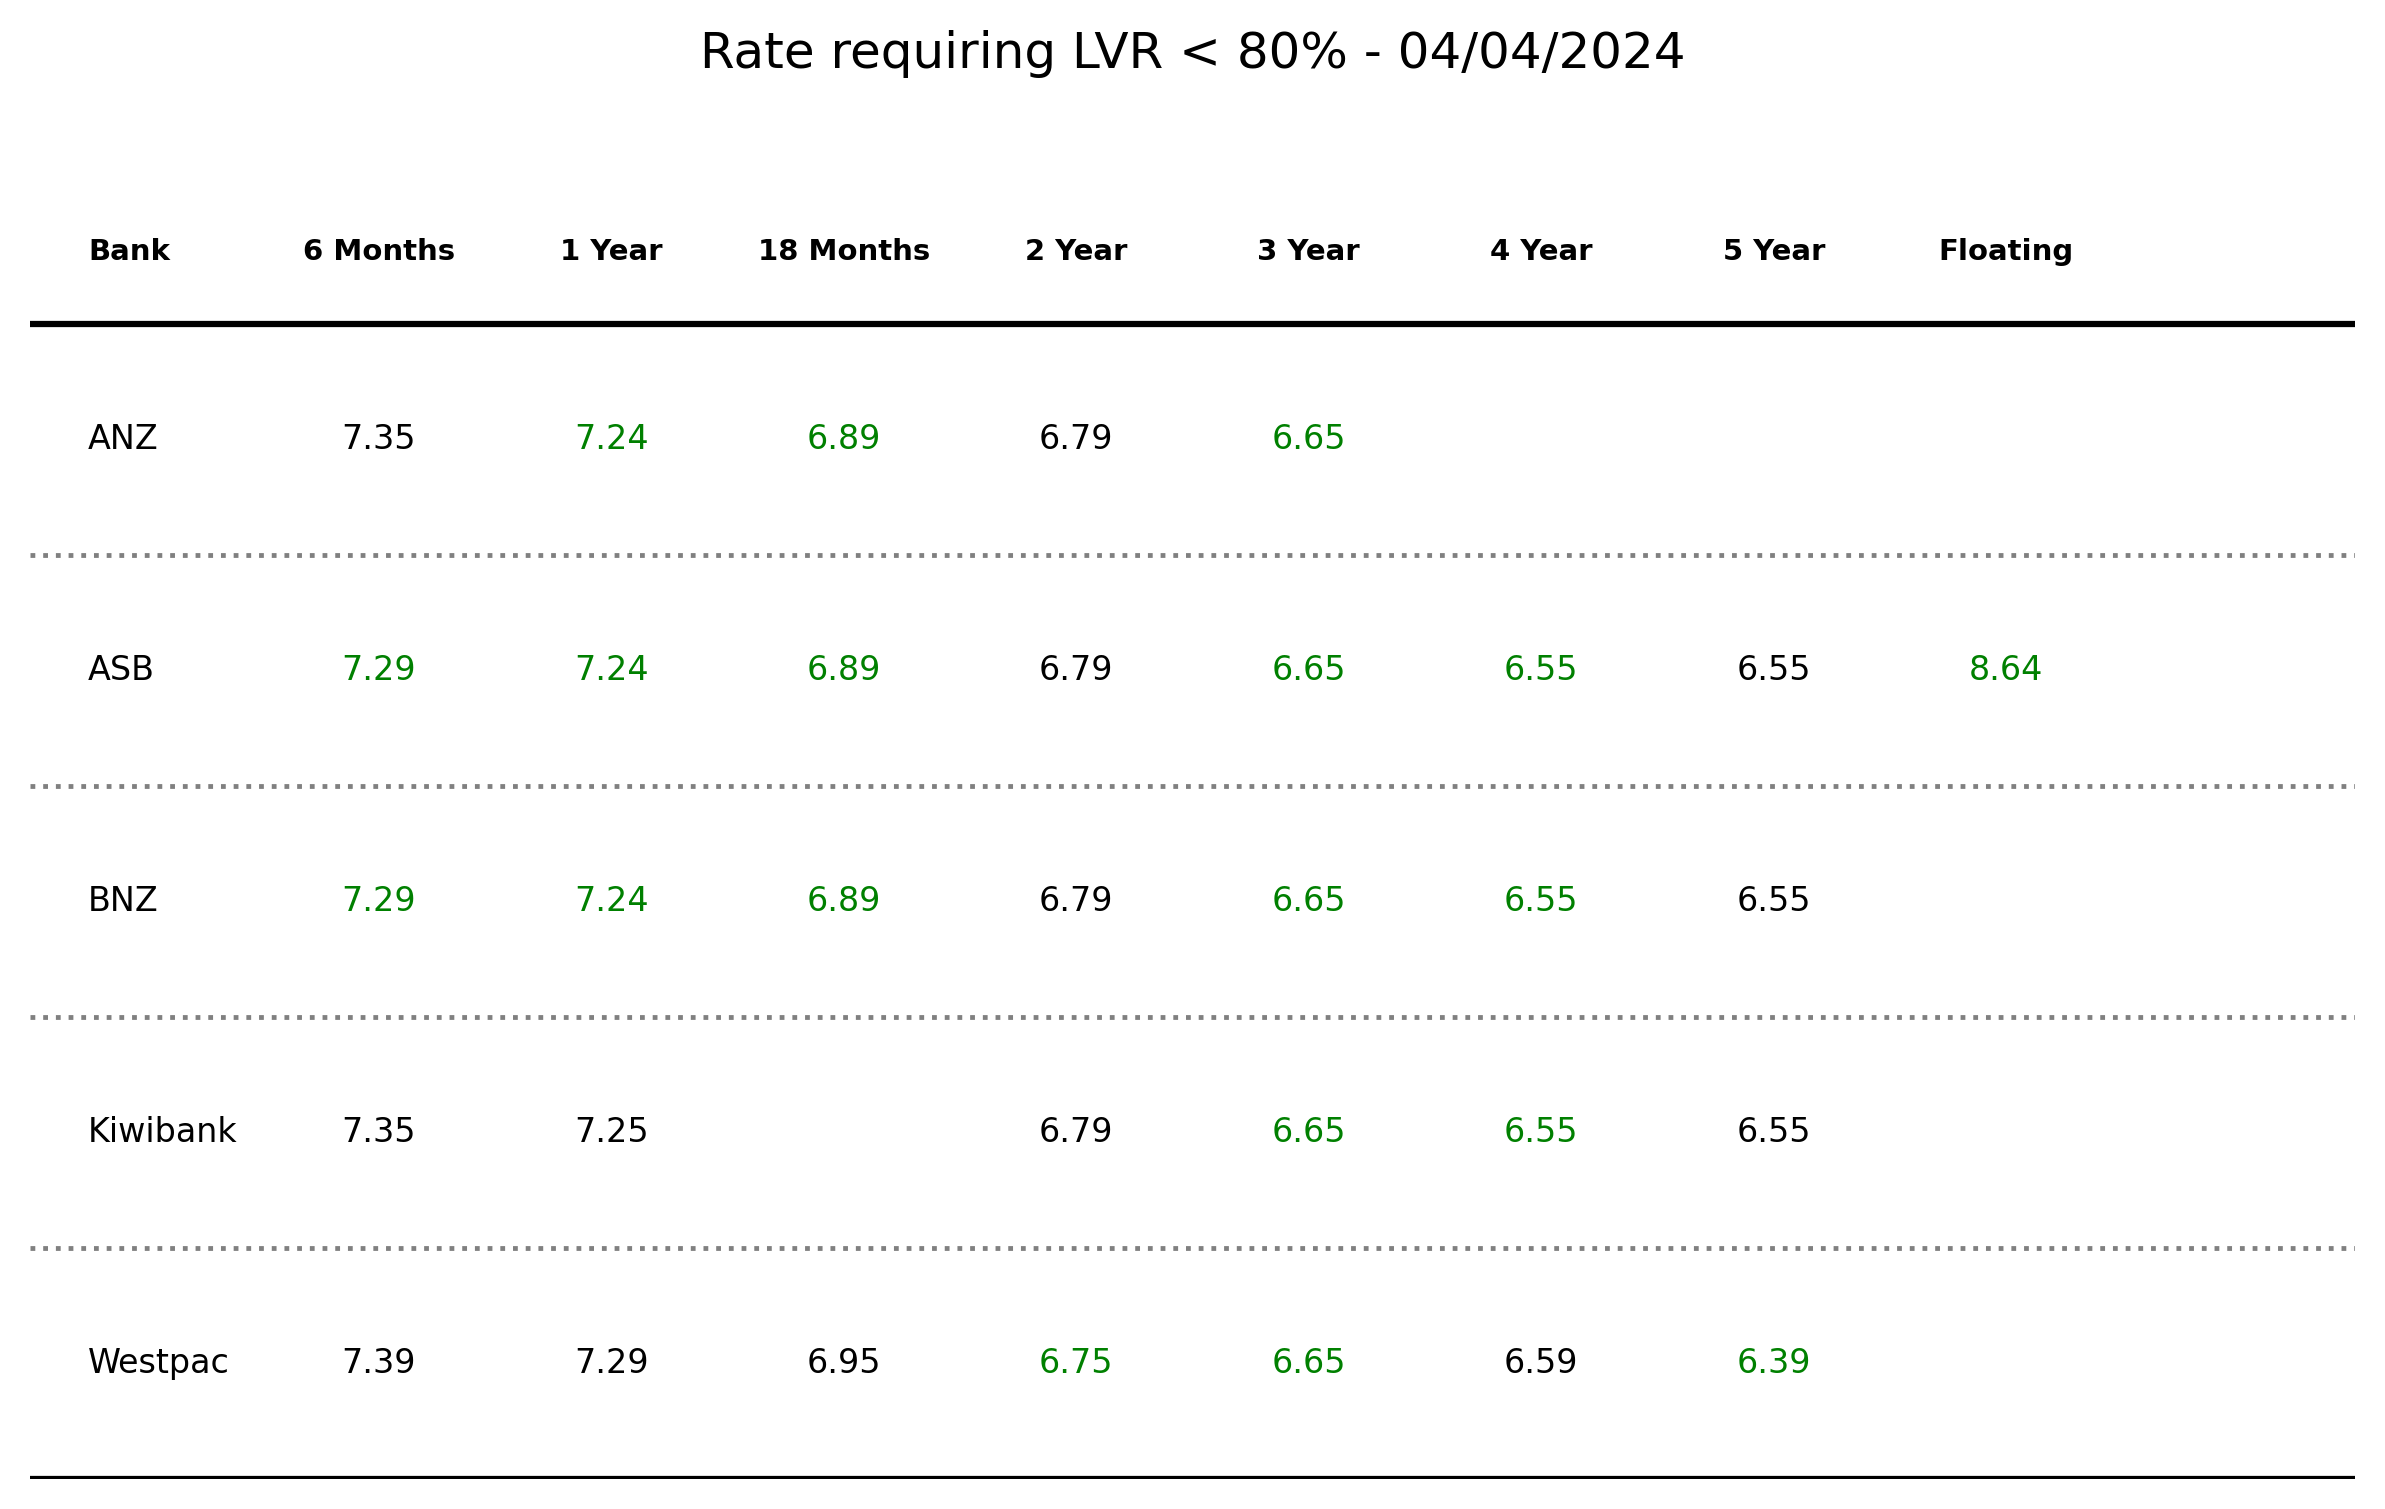 Rate requiring LVR < 80% - 04/04/2024
Bank 6 Months 1 Year 18 Months 2 Year 3 Year 4 Year 5 Year Floating
ANZ 7.35 7.24 6.89 6.79 6.65
ASB 7.29 7.24 6.89 6.79 6.65 6.55 6.55 8.64
BNZ 7.29 7.24 6.89 6.79 6.65 6.55 6.55
Kiwibank 7.35 7.25 6.79 6.65 6.55 6.55
Westpac 7.39 7.29 6.95 6.75 6.65 6.59 6.39